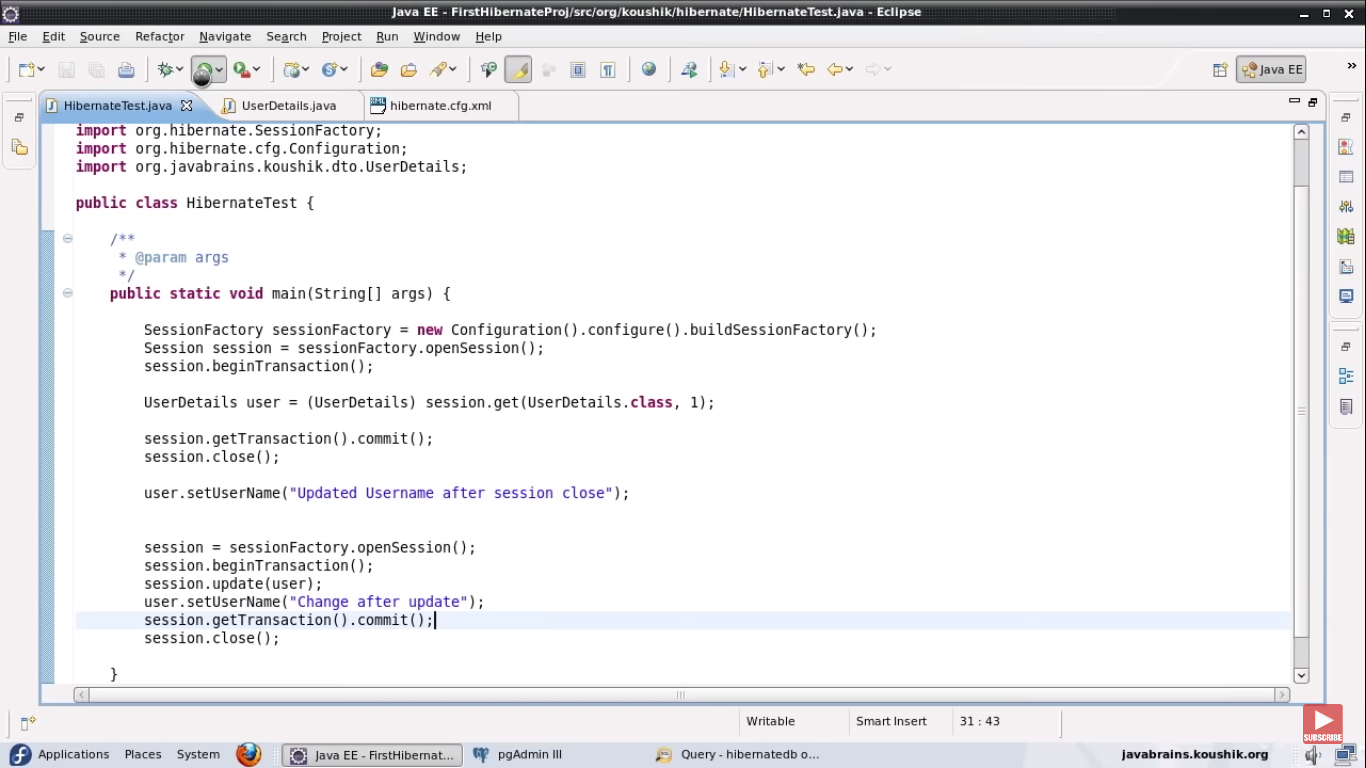 Java EE - FirstHibernateProj/src/org/koushik/hibernate/HibernateTest.java - Eclipse
File Edit Source Refactor Navigate Search Project Run Window Help
Java EE
HibernateTest.java UserDetails.java hibernate.cfg.xml
import org.hibernate.SessionFactory;
import org.hibernate.cfg.Configuration;
import org.javabrains.koushik.dto.UserDetails;
public class HibernateTest {
/**
* @param args
*/
public static void main(String[] args) {
SessionFactory sessionFactory = new Configuration().configure().buildSessionFactory();
Session session = sessionFactory.openSession();
session.beginTransaction();
UserDetails user = (UserDetails) session.get(UserDetails.class, 1);
session.getTransaction().commit();
session.close();
user.setUserName("Updated Username after session close");
session = sessionFactory.openSession();
session.beginTransaction();
session.update(user);
user.setUserName("Change after update");
session.getTransaction().commit();
session.close();
}
Writable Smart Insert 31 : 43
SUBSCRIBE
Applications Places System Java EE - FirstHibernat... pgAdmin III Query - hibernatedb o... javabrains.koushik.org